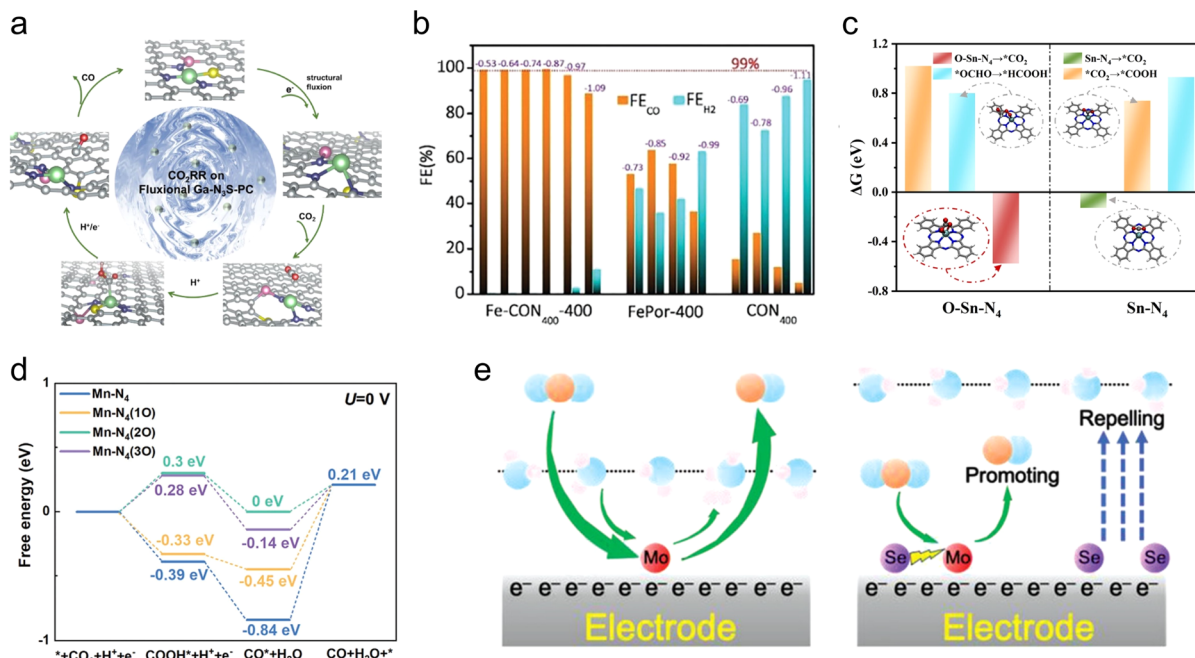 a
CO
structural
fluxion
e-
CO2RR on
Fluxional Ga-N3S-PC
CO2
H+/e-
H+
b
FE(%)
100
80
60
40
20
0
99%
-0.53
-0.64
-0.74
-0.87
-0.97
-1.09
FECO
FEH2
-0.73
-0.85
-0.92
-0.99
-0.69
-0.78
-0.96
-1.11
Fe-CON400-400
FePor-400
CON400
c
ΔG (eV)
1.2
0.8
0.4
0.0
-0.4
-0.8
O-Sn-N4→*CO2
*OCHO→*HCOOH
Sn-N4→*CO2
*CO2→*COOH
O-Sn-N4
Sn-N4
d
Free energy (eV)
1
0
-1
Mn-N4
Mn-N4(1O)
Mn-N4(2O)
Mn-N4(3O)
U=0 V
0.3 eV
0.28 eV
-0.33 eV
-0.39 eV
0 eV
-0.14 eV
-0.45 eV
-0.84 eV
0.21 eV
*+CO2+H++e-
COOH*+H++e-
CO*+H2O
CO+H2O+*
e
Mo
e− e− e− e− e− e− e− e− e− e−
Electrode
Repelling
Promoting
Se
Mo
Se
Se
e− e− e− e− e− e− e− e− e− e−
Electrode